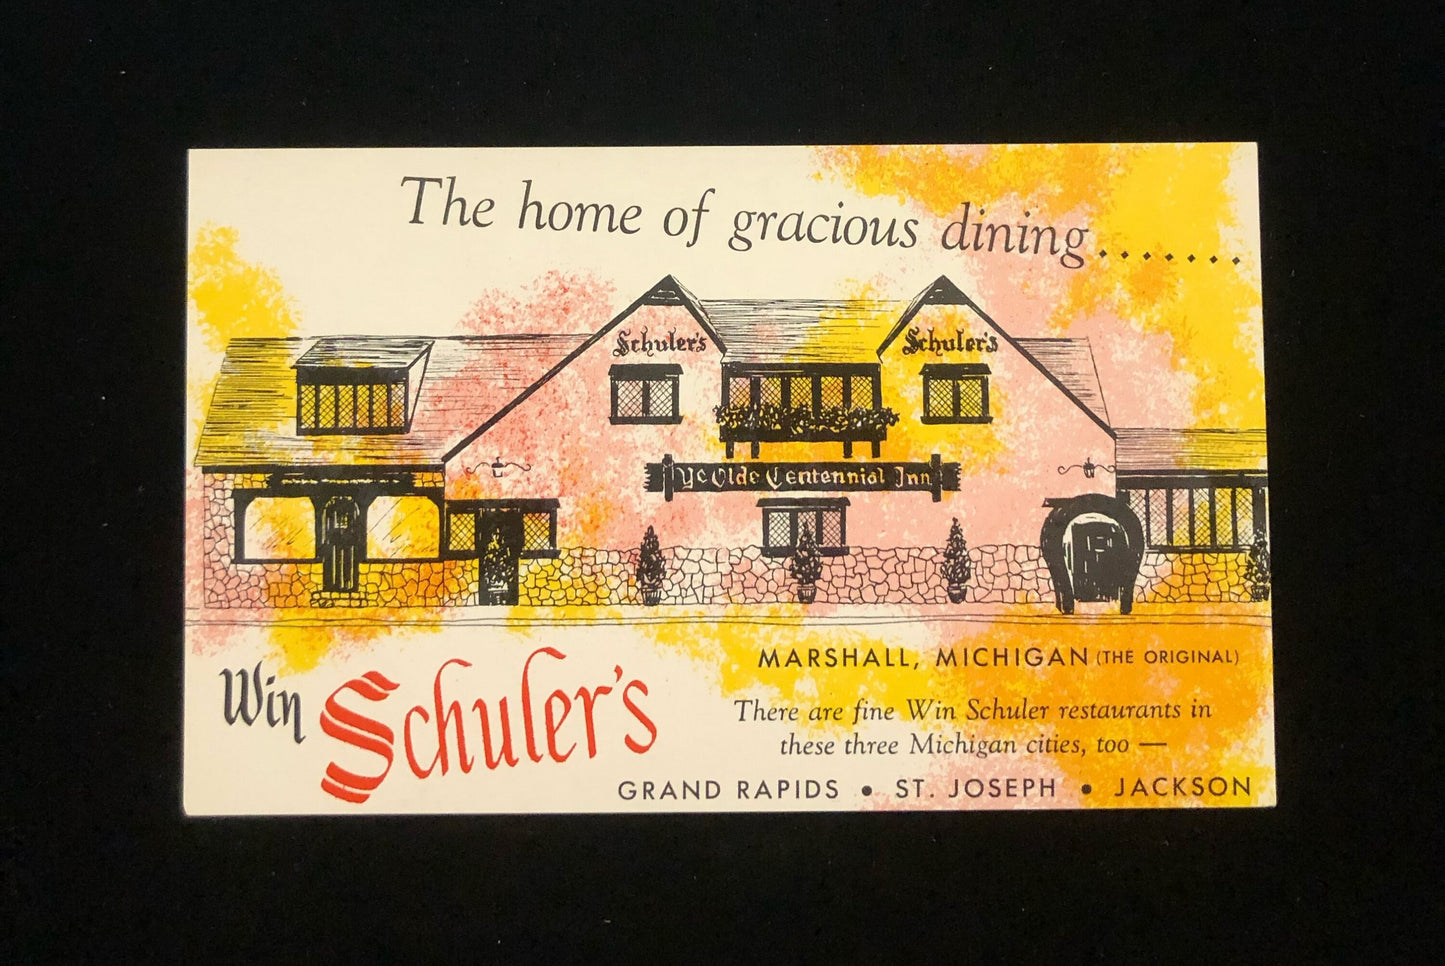 The home of gracious dining.......
Schuler's
Schuler's
Ye Olde Centennial Inn
Win Schuler's
MARSHALL, MICHIGAN (THE ORIGINAL)
There are fine Win Schuler restaurants in
these three Michigan cities, too —
GRAND RAPIDS • ST. JOSEPH • JACKSON